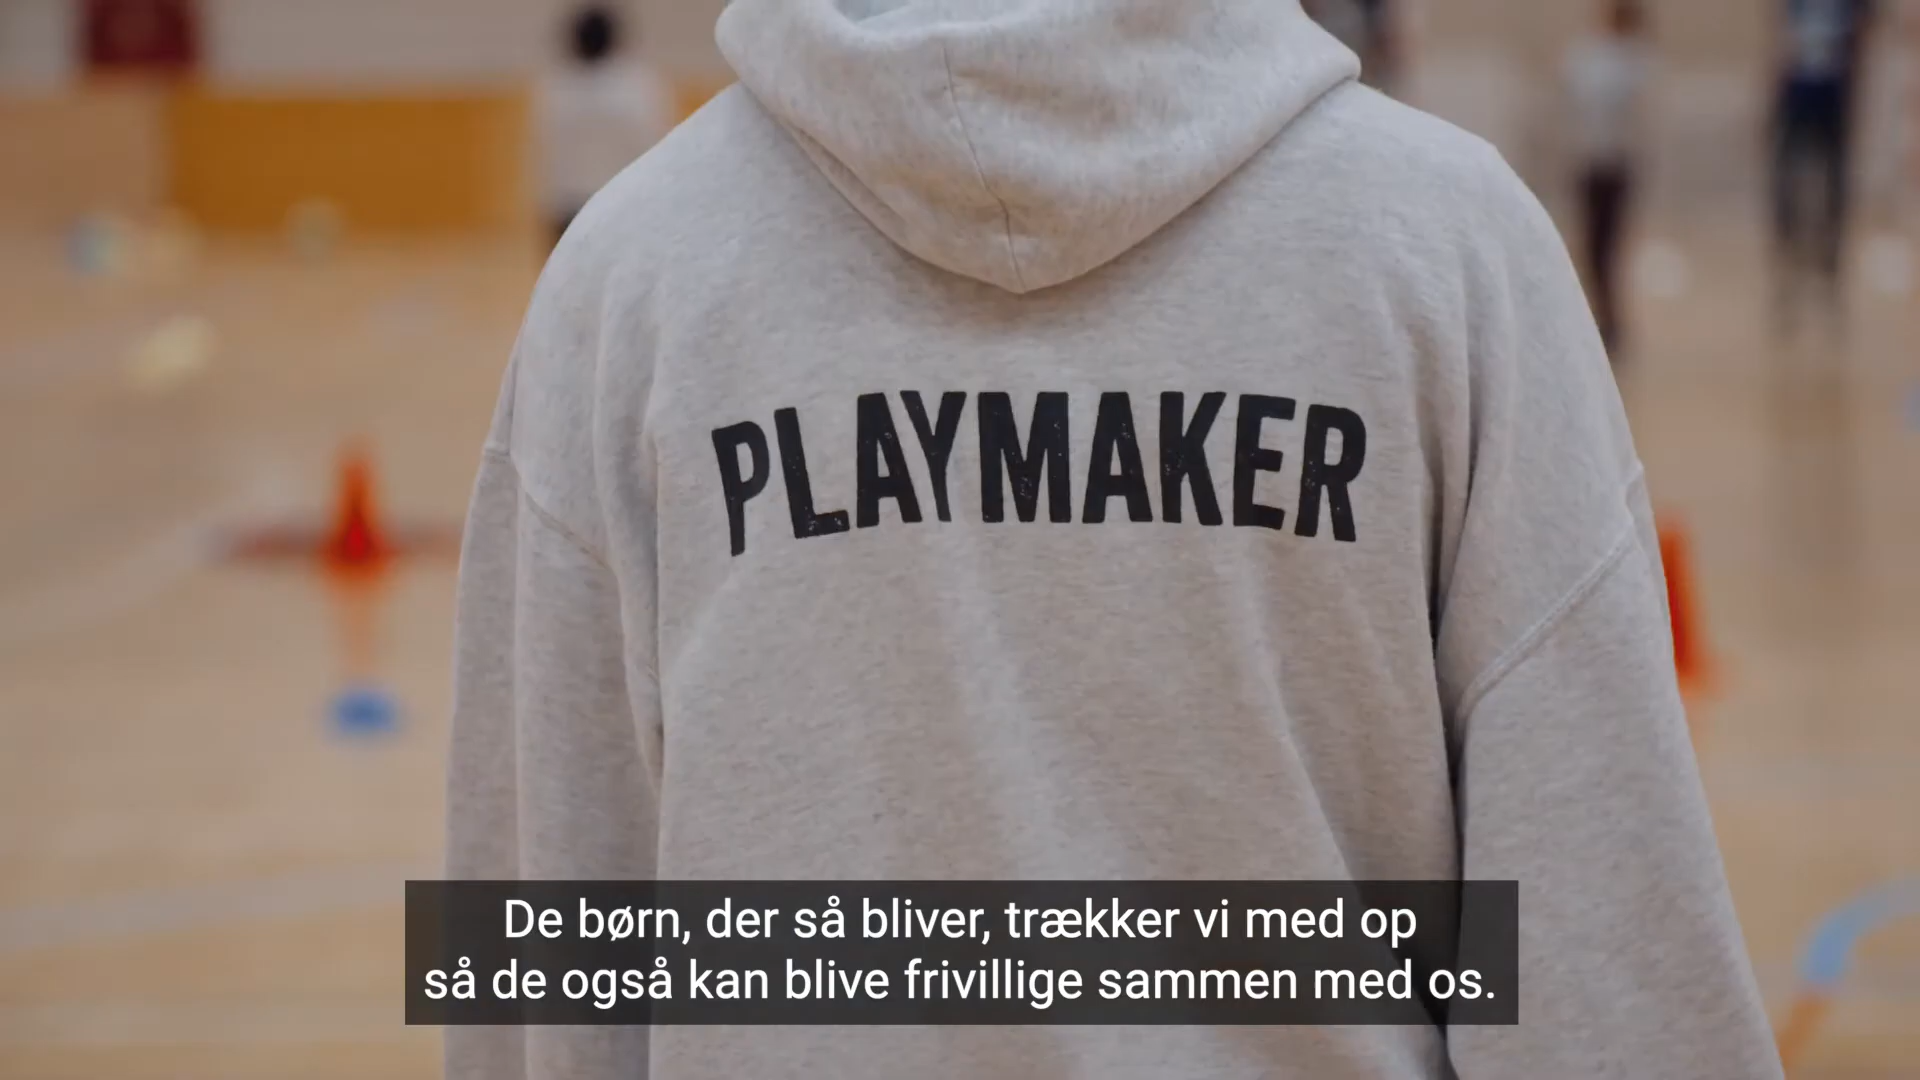 PLAYMAKER
De børn, der så bliver, trækker vi med op
så de også kan blive frivillige sammen med os.